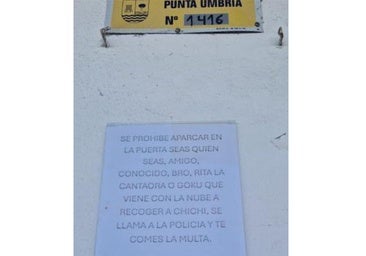 PUNTA UMBRIA
Nº 1416
SE PROHIBE APARCAR EN
LA PUERTA SEAS QUIEN
SEAS, AMIGO,
CONOCIDO, BRO, RITA LA
CANTAORA O GOKU QUE
VIENE CON LA NUBE A
RECOGER A CHICHI, SE
LLAMA A LA POLICIA Y TE
COMES LA MULTA.